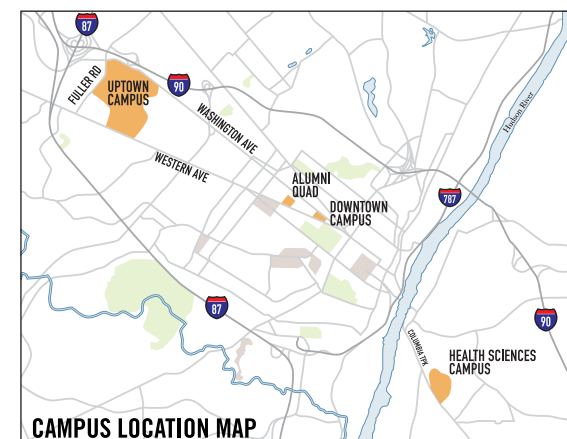 87
FULLER RD
UPTOWN
CAMPUS
90
WASHINGTON AVE
Hudson River
WESTERN AVE
ALUMNI
QUAD
DOWNTOWN
CAMPUS
787
87
90
COLUMBIA TPK
HEALTH SCIENCES
CAMPUS
CAMPUS LOCATION MAP